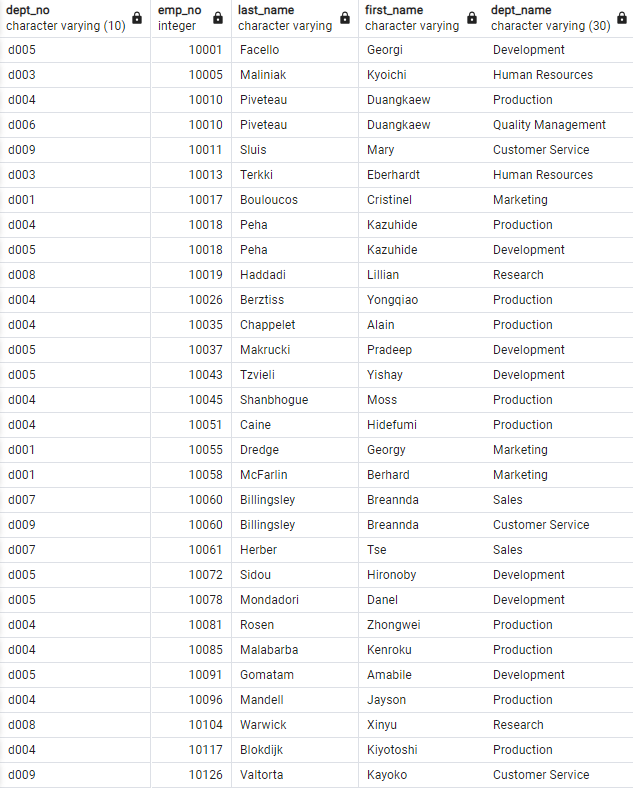 dept_no emp_no last_name first_name dept_name
character varying (10) integer character varying character varying character varying (30)
d005 10001 Facello Georgi Development
d003 10005 Maliniak Kyoichi Human Resources
d004 10010 Piveteau Duangkaew Production
d006 10010 Piveteau Duangkaew Quality Management
d009 10011 Sluis Mary Customer Service
d003 10013 Terkki Eberhardt Human Resources
d001 10017 Bouloucos Cristinel Marketing
d004 10018 Peha Kazuhide Production
d005 10018 Peha Kazuhide Development
d008 10019 Haddadi Lillian Research
d004 10026 Berztiss Yongqiao Production
d004 10035 Chappelet Alain Production
d005 10037 Makrucki Pradeep Development
d005 10043 Tzvieli Yishay Development
d004 10045 Shanbhogue Moss Production
d004 10051 Caine Hidefumi Production
d001 10055 Dredge Georgy Marketing
d001 10058 McFarlin Berhard Marketing
d007 10060 Billingsley Breannda Sales
d009 10060 Billingsley Breannda Customer Service
d007 10061 Herber Tse Sales
d005 10072 Sidou Hironoby Development
d005 10078 Mondadori Danel Development
d004 10081 Rosen Zhongwei Production
d004 10085 Malabarba Kenroku Production
d005 10091 Gomatam Amabile Development
d004 10096 Mandell Jayson Production
d008 10104 Warwick Xinyu Research
d004 10117 Blokdijk Kiyotoshi Production
d009 10126 Valtorta Kayoko Customer Service